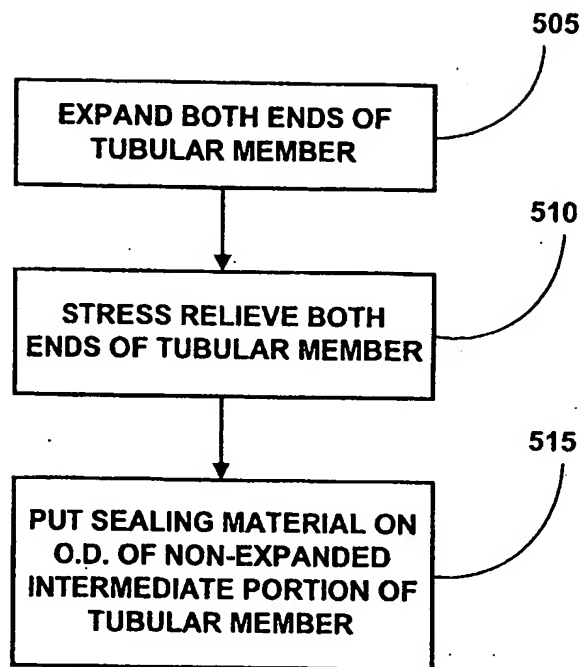 505
EXPAND BOTH ENDS OF
TUBULAR MEMBER
510
STRESS RELIEVE BOTH
ENDS OF TUBULAR MEMBER
515
PUT SEALING MATERIAL ON
O.D. OF NON-EXPANDED
INTERMEDIATE PORTION OF
TUBULAR MEMBER